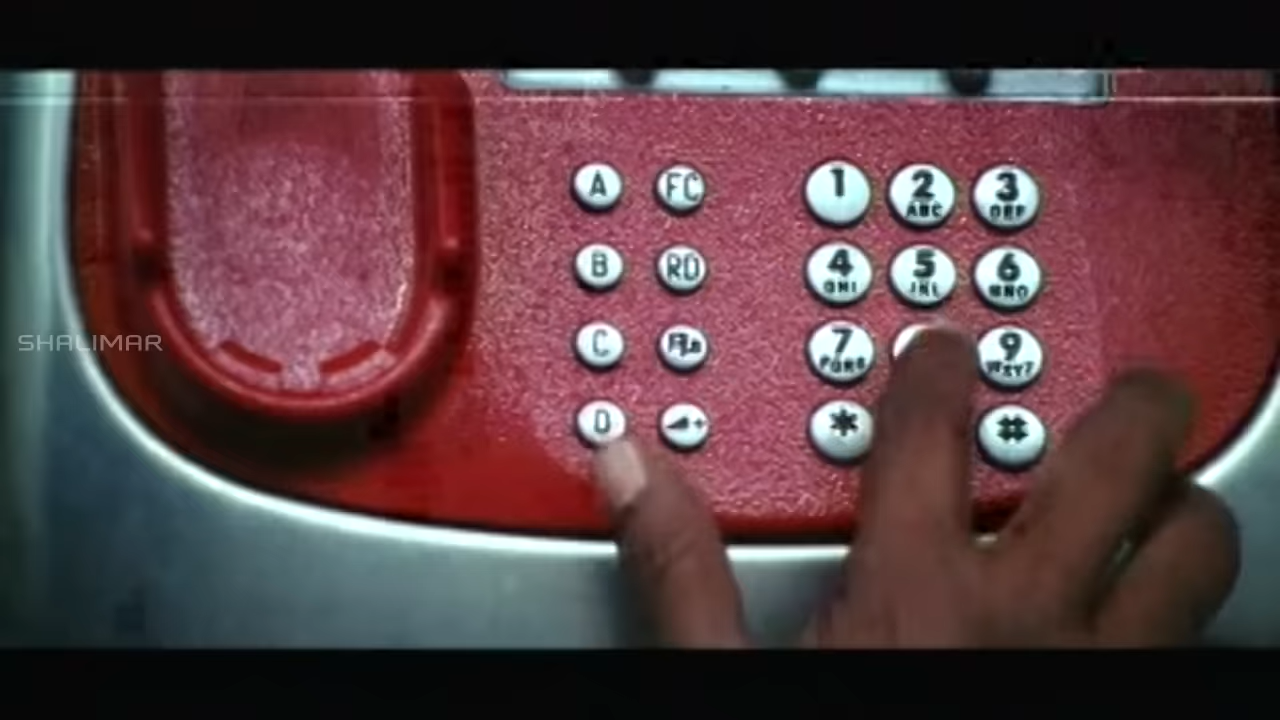 A FC 1 2 3
ABC DEF
B RD 4 5 6
GHI JKL MNO
C 7 9
PQRS WXYZ
D + * #
SHALIMAR